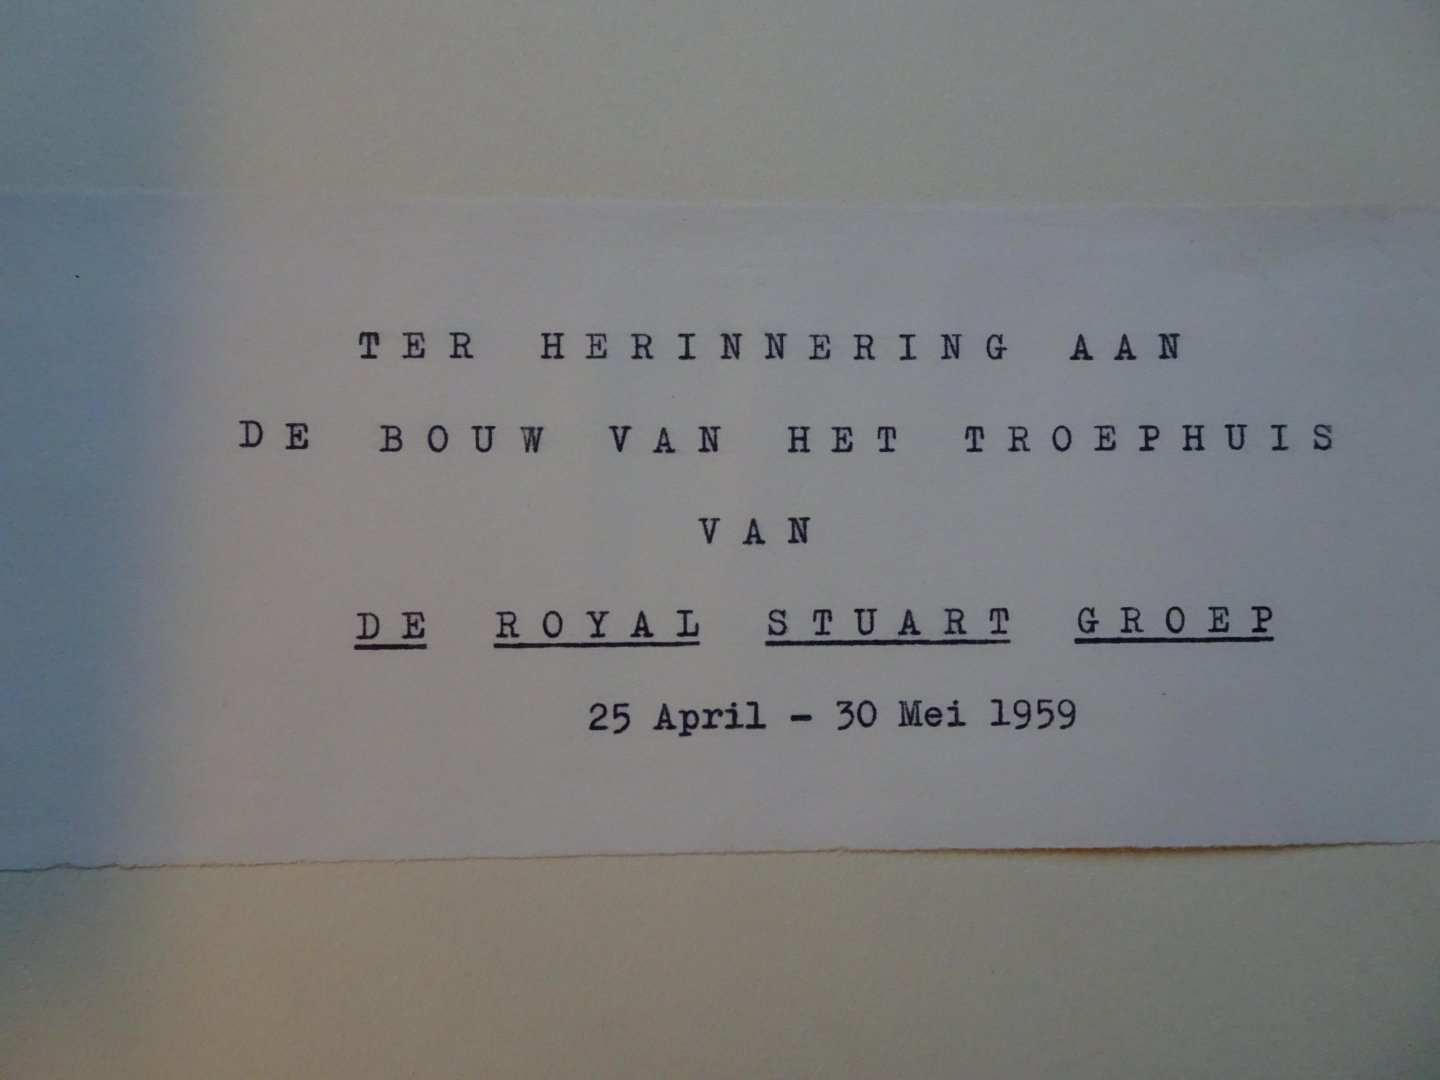 TER HERINNERING AAN
DE BOUW VAN HET TROEPHUIS
VAN
DE ROYAL STUART GROEP
25 April - 30 Mei 1959